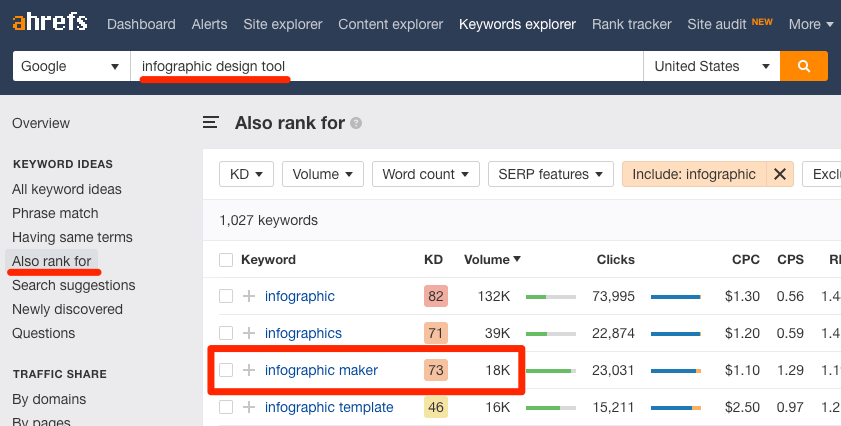 ahrefs Dashboard Alerts Site explorer Content explorer Keywords explorer Rank tracker Site audit NEW More
Google infographic design tool United States
Overview
KEYWORD IDEAS
All keyword ideas
Phrase match
Having same terms
Also rank for
Search suggestions
Newly discovered
Questions
TRAFFIC SHARE
By domains
By pages
Also rank for ?
KD Volume Word count SERP features Include: infographic Exclu
1,027 keywords
Keyword KD Volume Clicks CPC CPS
infographic 82 132K 73,995 $1.30 0.56 1.4
infographics 71 39K 22,874 $1.20 0.59 1.4
infographic maker 73 18K 23,031 $1.10 1.29 1.1
infographic template 46 16K 15,211 $2.50 0.97 1.2